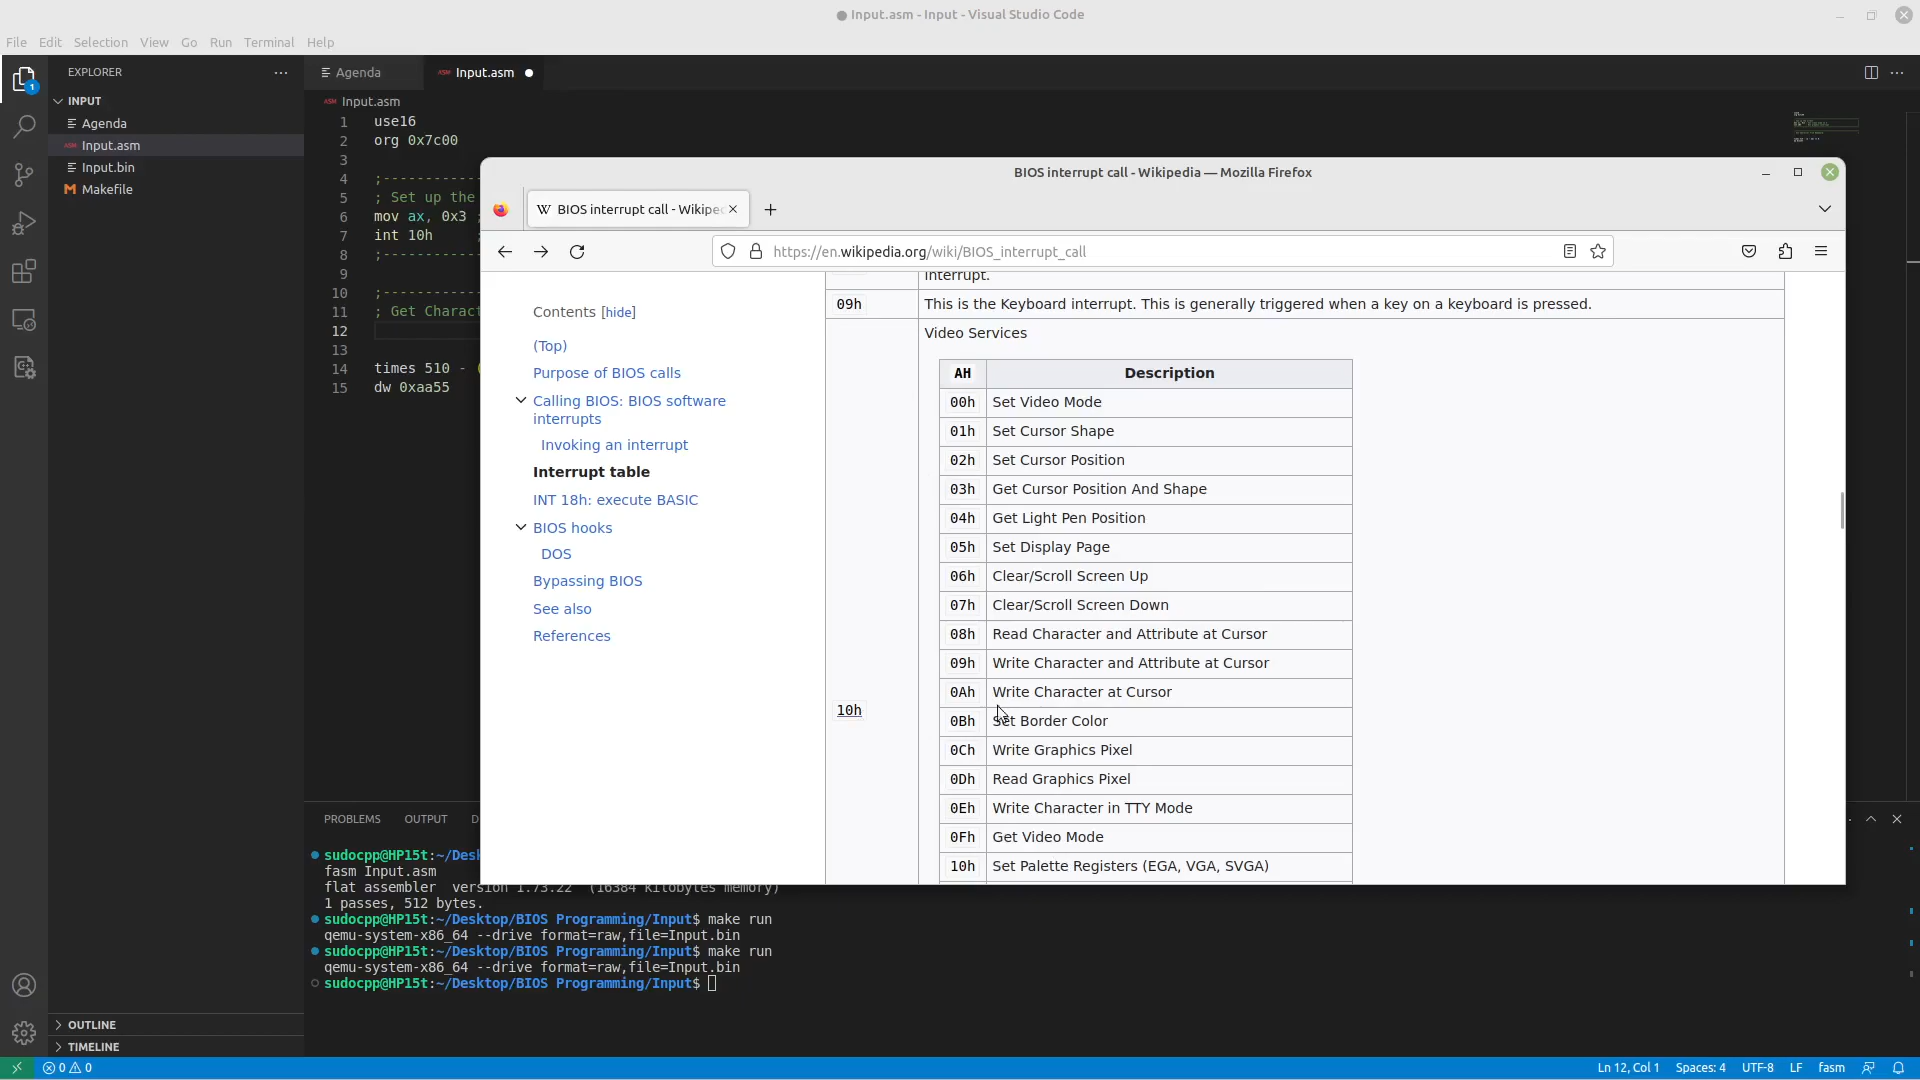 Input.asm - Input - Visual Studio Code
File Edit Selection View Go Run Terminal Help
EXPLORER
Agenda
Input.asm
INPUT
Agenda
Input.asm
Input.bin
Makefile
OUTLINE
TIMELINE
Input.asm
1 use16
2 org 0x7c00
3
4 ;-----------
5 ; Set up the
6 mov ax, 0x3 ;
7 int 10h
8 ;-----------
9
10 ;-----------
11 ; Get Charact
12
13
14 times 510 - (
15 dw 0xaa55
BIOS interrupt call - Wikipedia — Mozilla Firefox
BIOS interrupt call - Wikiped
https://en.wikipedia.org/wiki/BIOS_interrupt_call
Contents [hide]
(Top)
Purpose of BIOS calls
Calling BIOS: BIOS software
interrupts
Invoking an interrupt
Interrupt table
INT 18h: execute BASIC
BIOS hooks
DOS
Bypassing BIOS
See also
References
interrupt.
09h This is the Keyboard interrupt. This is generally triggered when a key on a keyboard is pressed.
10h
Video Services
AH Description
00h Set Video Mode
01h Set Cursor Shape
02h Set Cursor Position
03h Get Cursor Position And Shape
04h Get Light Pen Position
05h Set Display Page
06h Clear/Scroll Screen Up
07h Clear/Scroll Screen Down
08h Read Character and Attribute at Cursor
09h Write Character and Attribute at Cursor
0Ah Write Character at Cursor
0Bh Set Border Color
0Ch Write Graphics Pixel
0Dh Read Graphics Pixel
0Eh Write Character in TTY Mode
0Fh Get Video Mode
10h Set Palette Registers (EGA, VGA, SVGA)
PROBLEMS OUTPUT D
sudocpp@HP15t:~/Desk
fasm Input.asm
flat assembler version 1.73.22 (16384 kilobytes memory)
1 passes, 512 bytes.
sudocpp@HP15t:~/Desktop/BIOS Programming/Input$ make run
qemu-system-x86_64 --drive format=raw,file=Input.bin
sudocpp@HP15t:~/Desktop/BIOS Programming/Input$ make run
qemu-system-x86_64 --drive format=raw,file=Input.bin
sudocpp@HP15t:~/Desktop/BIOS Programming/Input$
0 0 Ln 12, Col 1 Spaces: 4 UTF-8 LF fasm